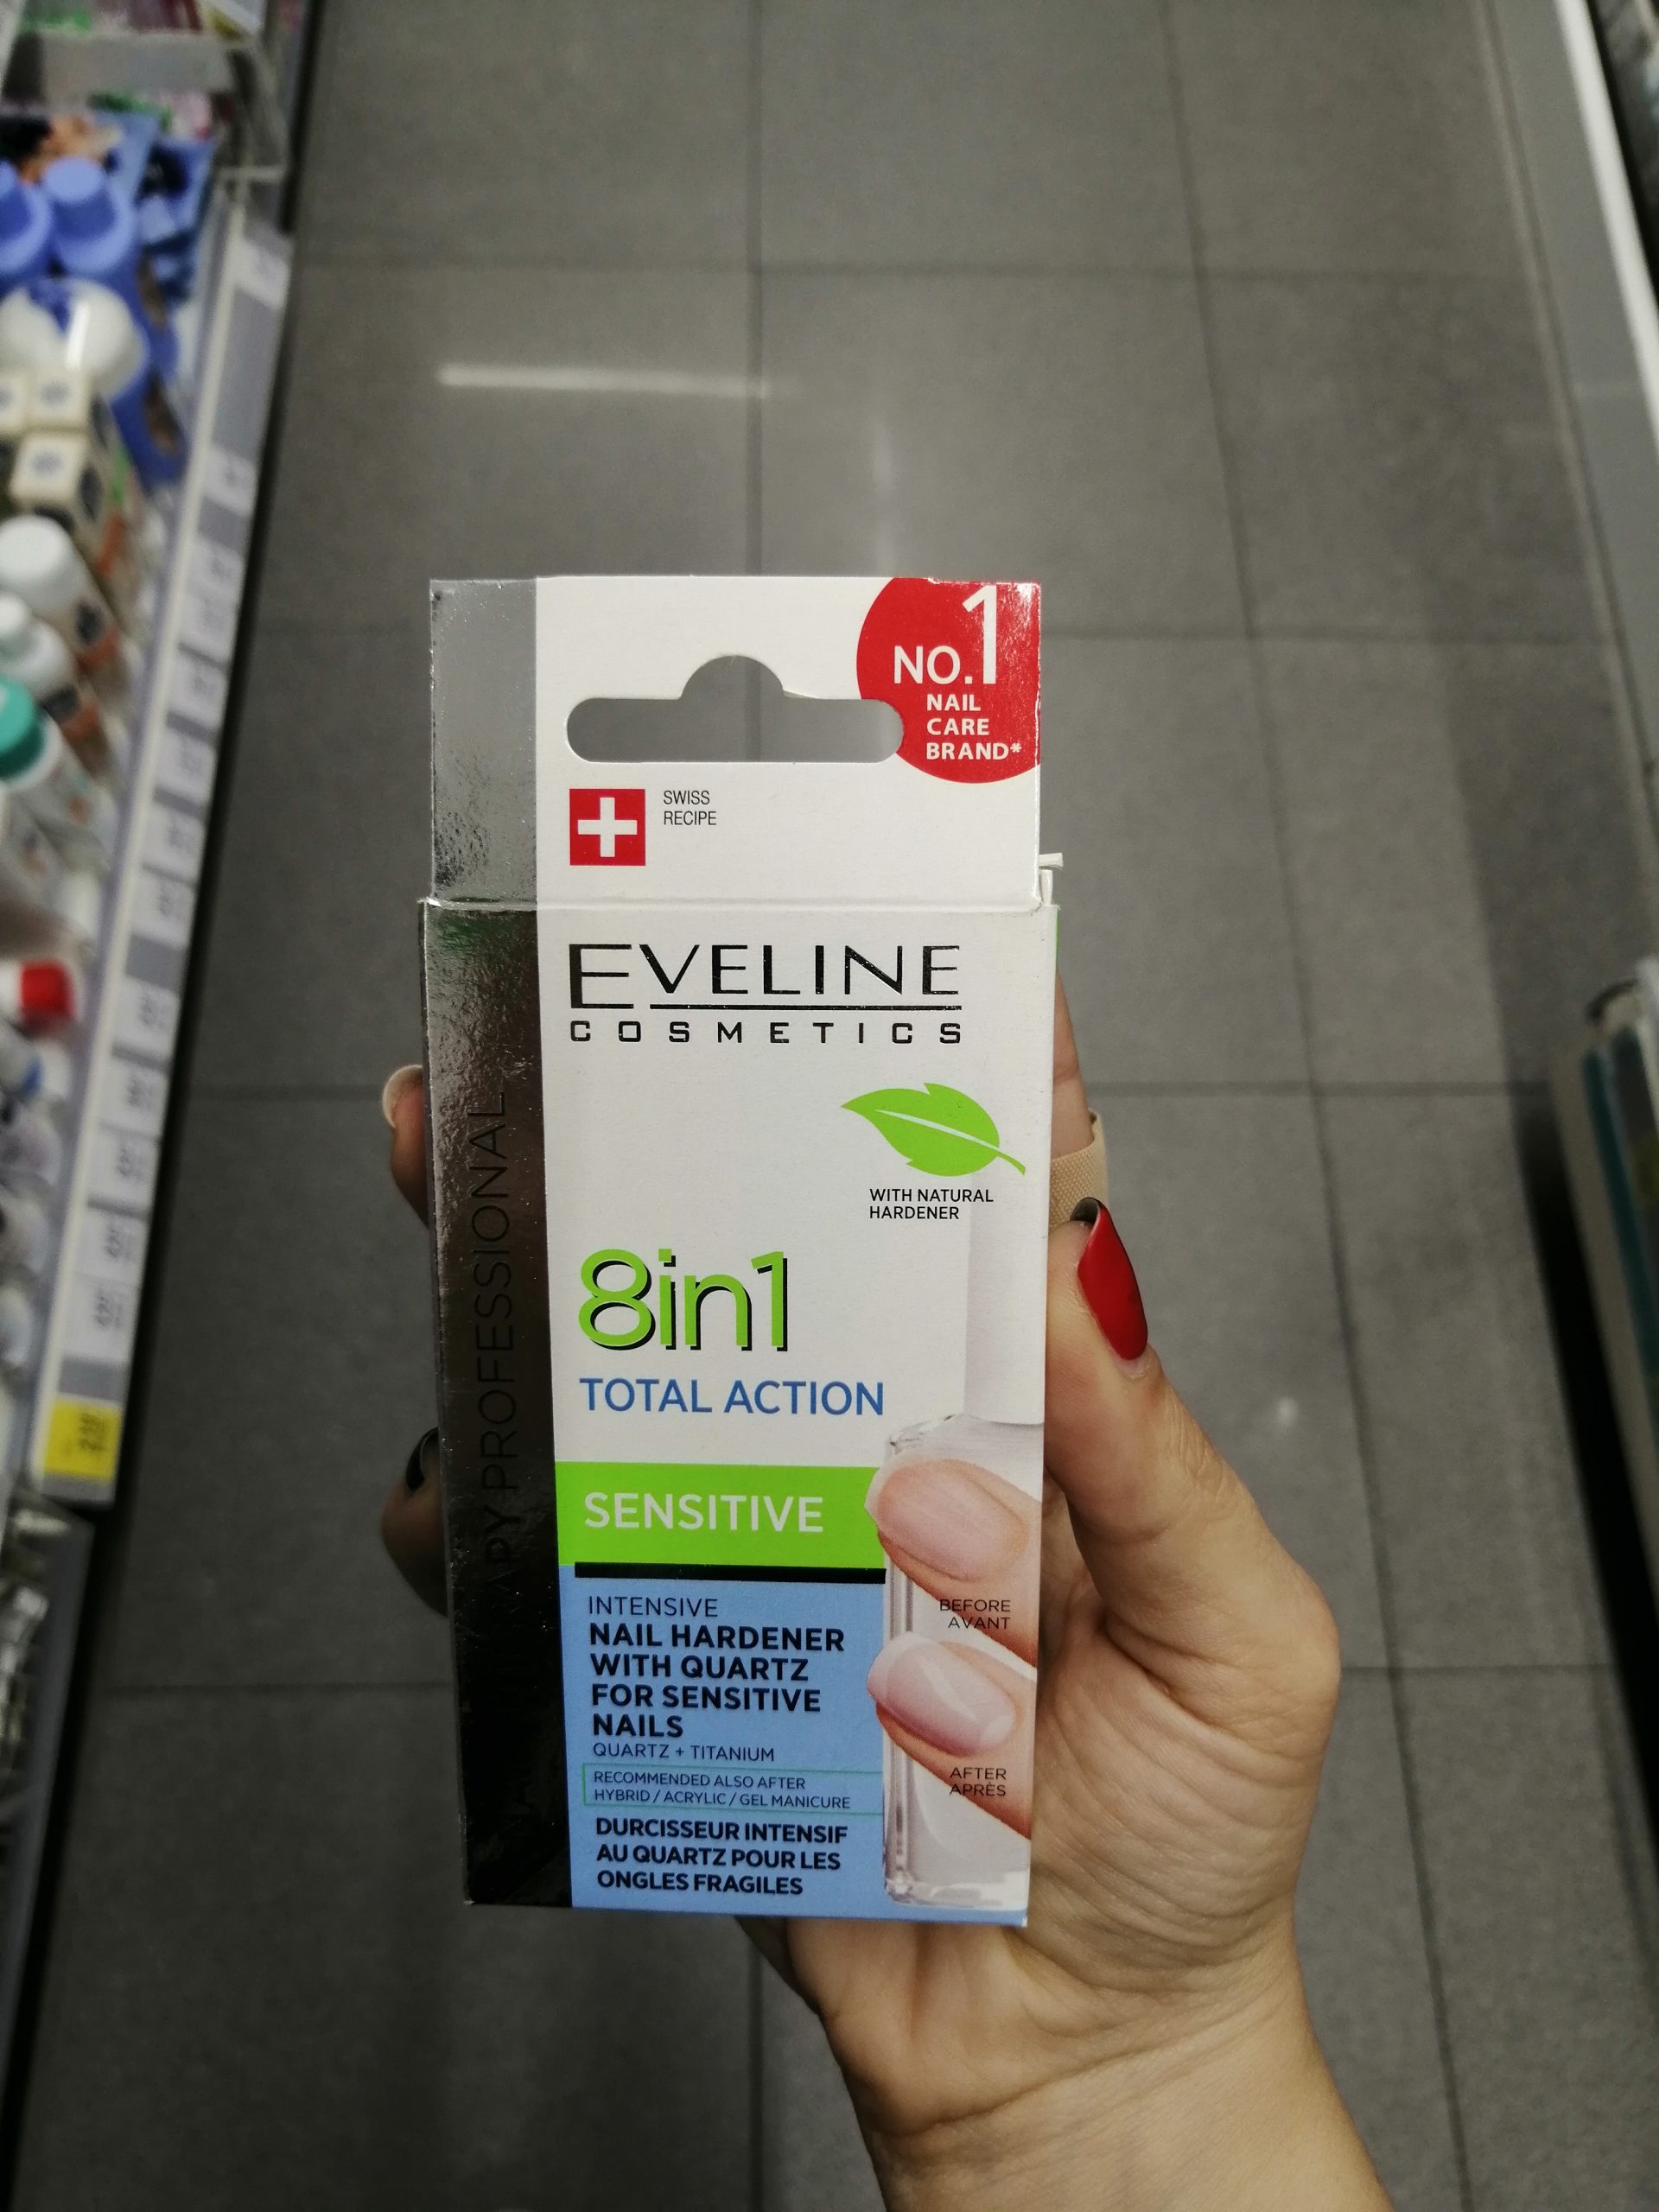 NO.1
NAIL
CARE
BRAND*
SWISS
RECIPE
EVELINE
COSMETICS
WITH NATURAL
HARDENER
8in1
TOTAL ACTION
SENSITIVE
INTENSIVE
NAIL HARDENER
WITH QUARTZ
FOR SENSITIVE
NAILS
QUARTZ + TITANIUM
RECOMMENDED ALSO AFTER
HYBRID / ACRYLIC / GEL MANICURE
DURCISSEUR INTENSIF
AU QUARTZ POUR LES
ONGLES FRAGILES
BEFORE
AVANT
AFTER
APRÈS
PROFESSIONAL